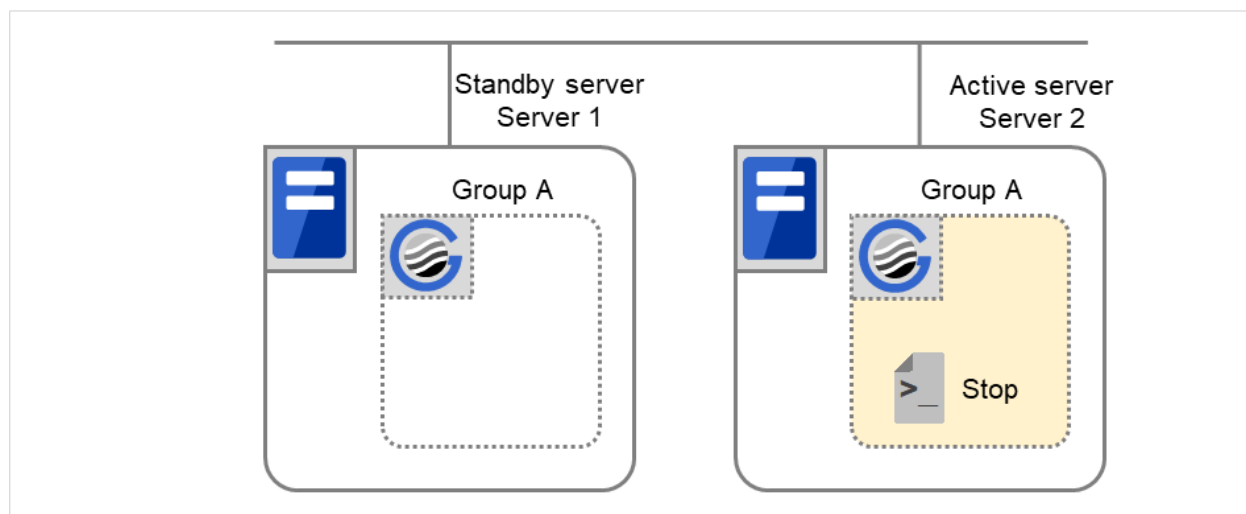 Standby server
Server 1
Active server
Server 2
Group A
Group A
>_ Stop